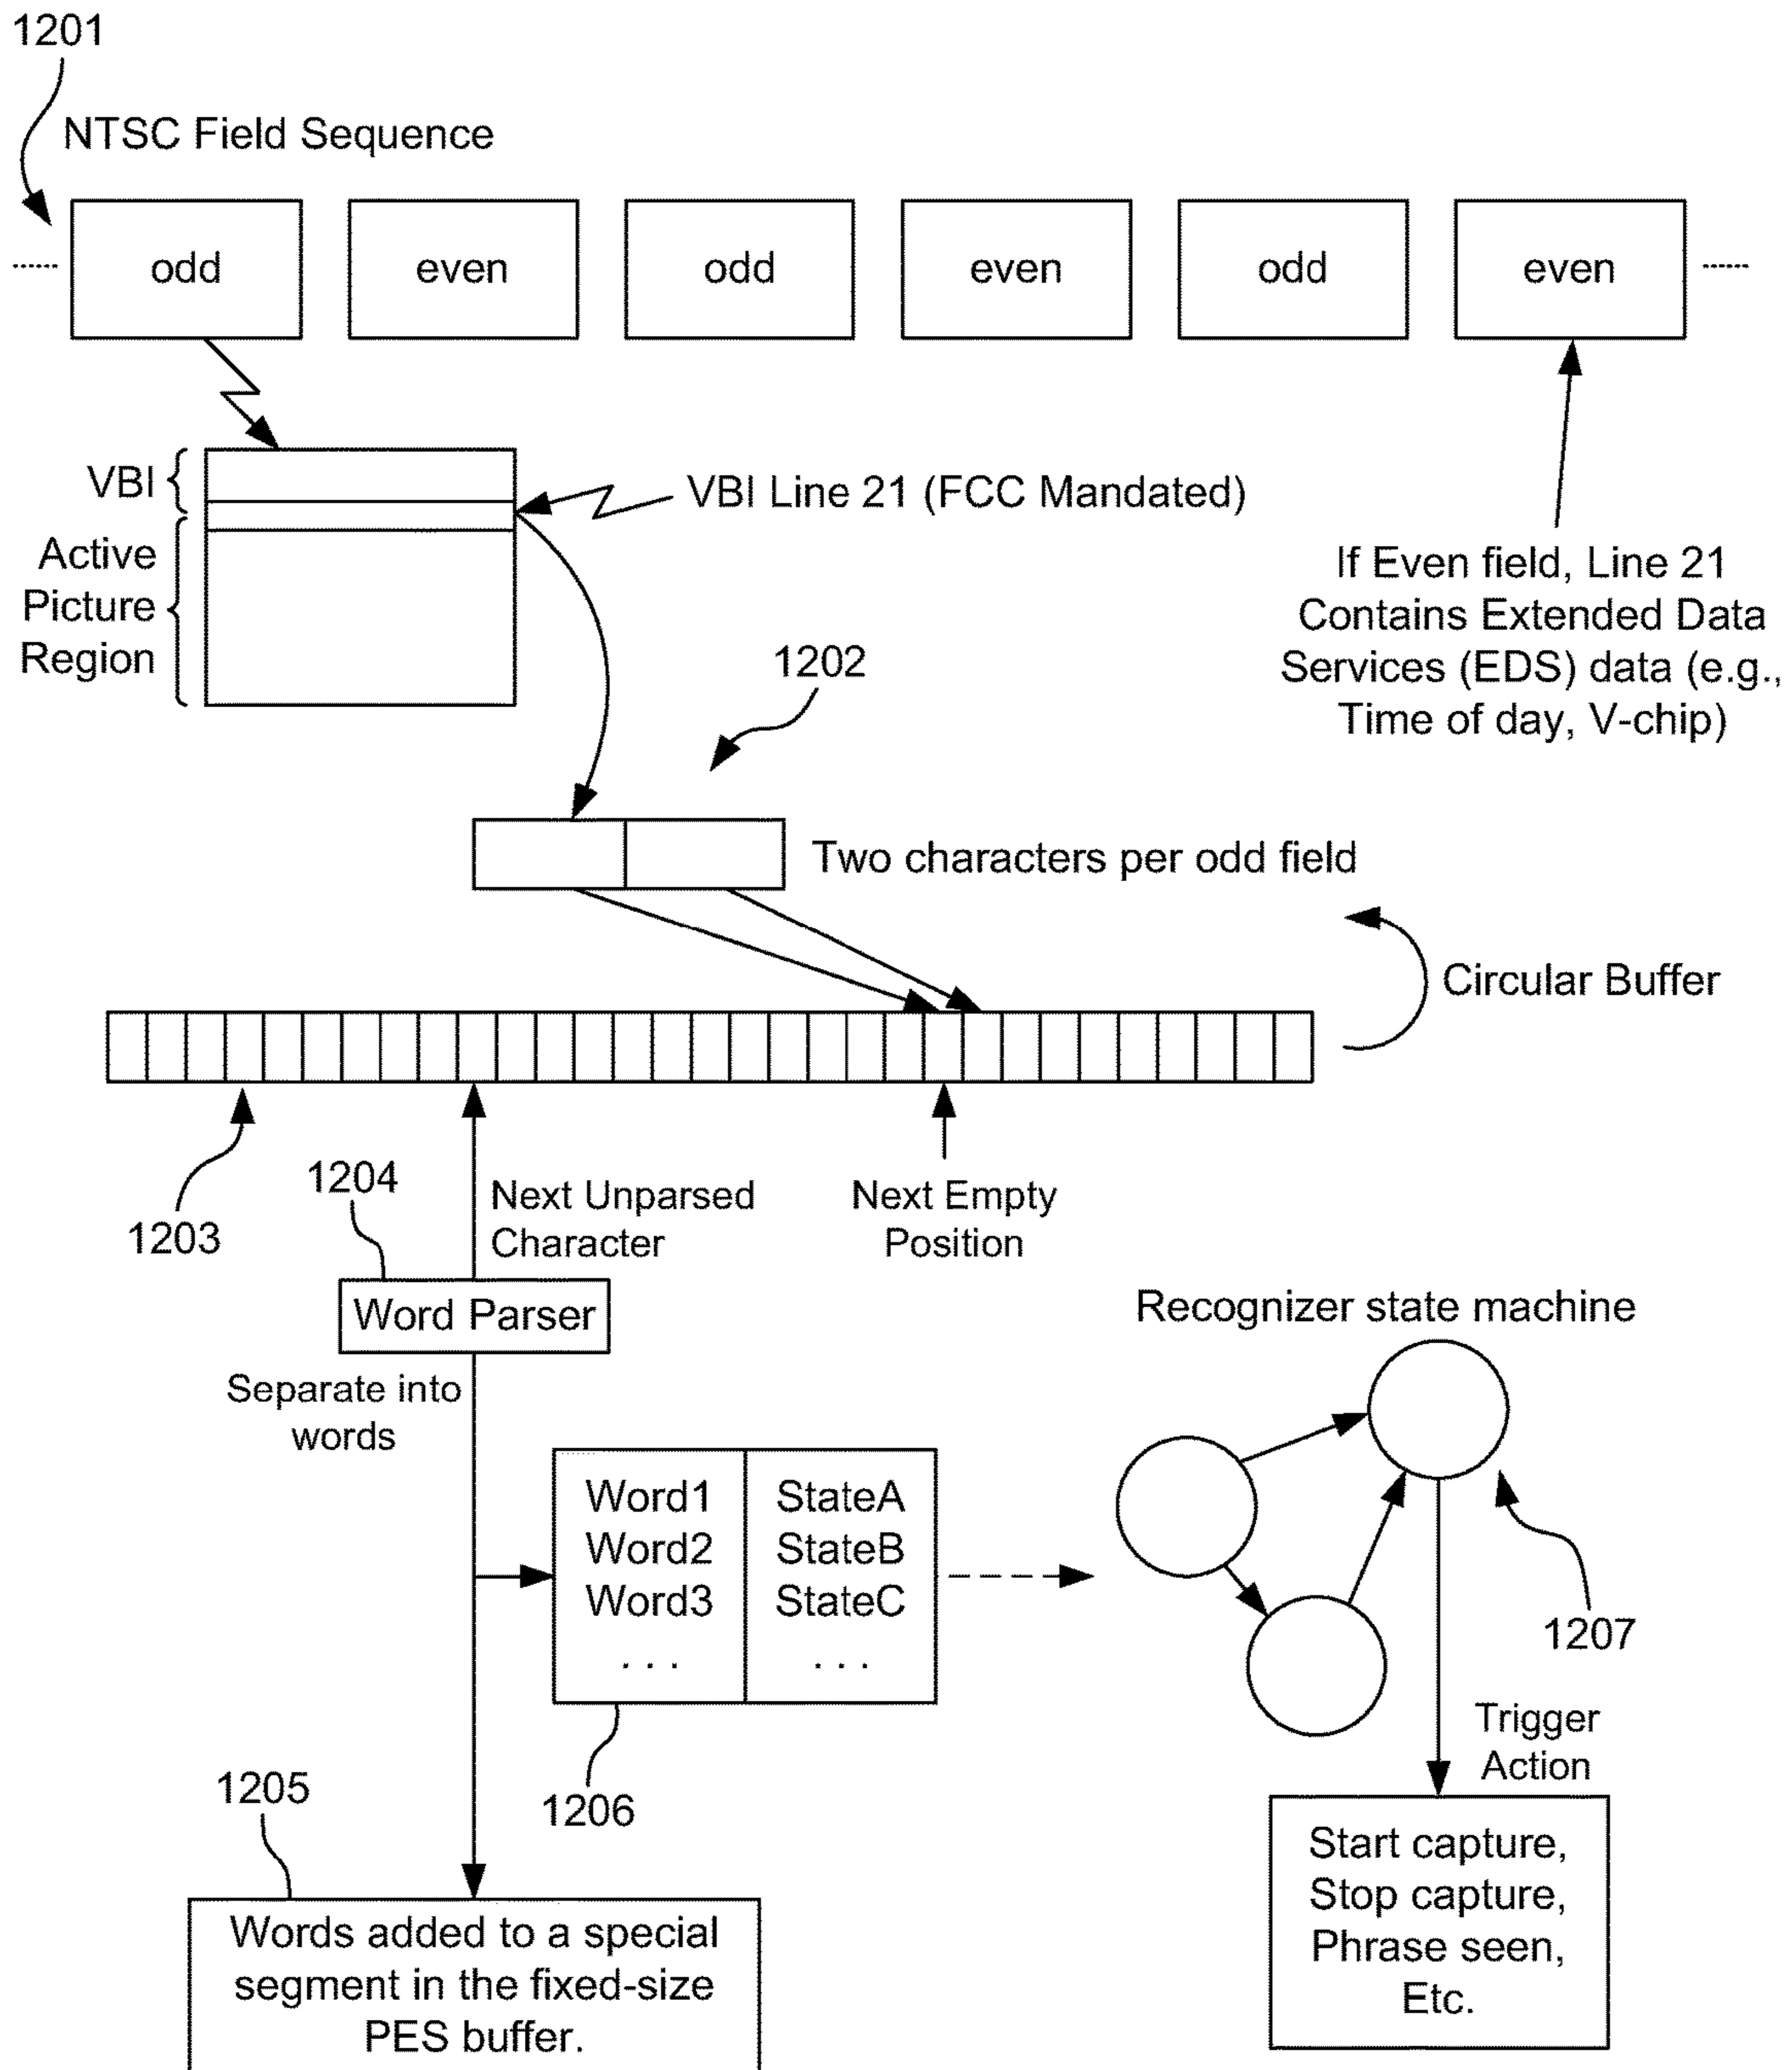 1201
NTSC Field Sequence
odd
even
odd
even
odd
even
VBI
VBI Line 21 (FCC Mandated)
Active
Picture
Region
If Even field, Line 21
Contains Extended Data
Services (EDS) data (e.g.,
Time of day, V-chip)
1202
Two characters per odd field
Circular Buffer
1203
1204
Next Unparsed
Character
Next Empty
Position
Word Parser
Separate into
words
Recognizer state machine
Word1
Word2
Word3
. . .
StateA
StateB
StateC
. . .
1206
1207
Trigger
Action
1205
Words added to a special
segment in the fixed-size
PES buffer.
Start capture,
Stop capture,
Phrase seen,
Etc.